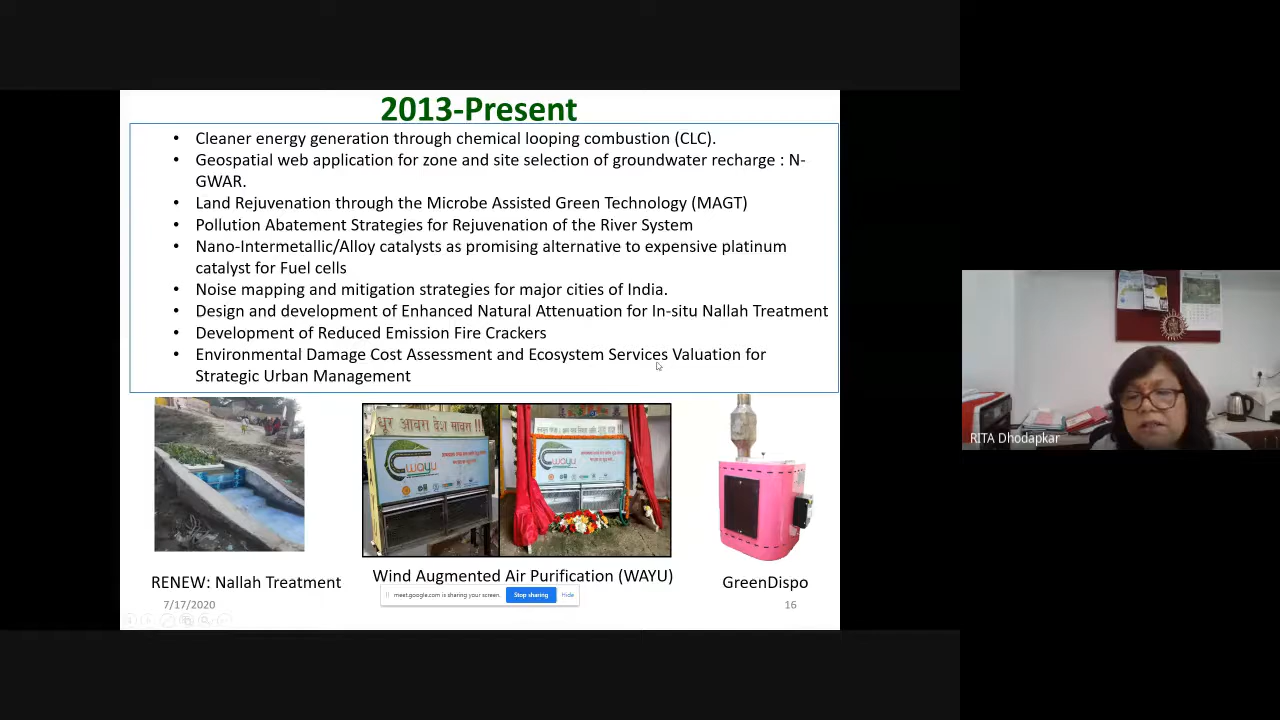 2013-Present
• Cleaner energy generation through chemical looping combustion (CLC).
• Geospatial web application for zone and site selection of groundwater recharge : N-
GWAR.
• Land Rejuvenation through the Microbe Assisted Green Technology (MAGT)
• Pollution Abatement Strategies for Rejuvenation of the River System
• Nano-Intermetallic/Alloy catalysts as promising alternative to expensive platinum
catalyst for Fuel cells
• Noise mapping and mitigation strategies for major cities of India.
• Design and development of Enhanced Natural Attenuation for In-situ Nallah Treatment
• Development of Reduced Emission Fire Crackers
• Environmental Damage Cost Assessment and Ecosystem Services Valuation for
Strategic Urban Management
wayu
wayu
RENEW: Nallah Treatment
Wind Augmented Air Purification (WAYU)
GreenDispo
meet.google.com is sharing your screen.
Stop sharing
Hide
7/17/2020
16
RITA Dhodapkar